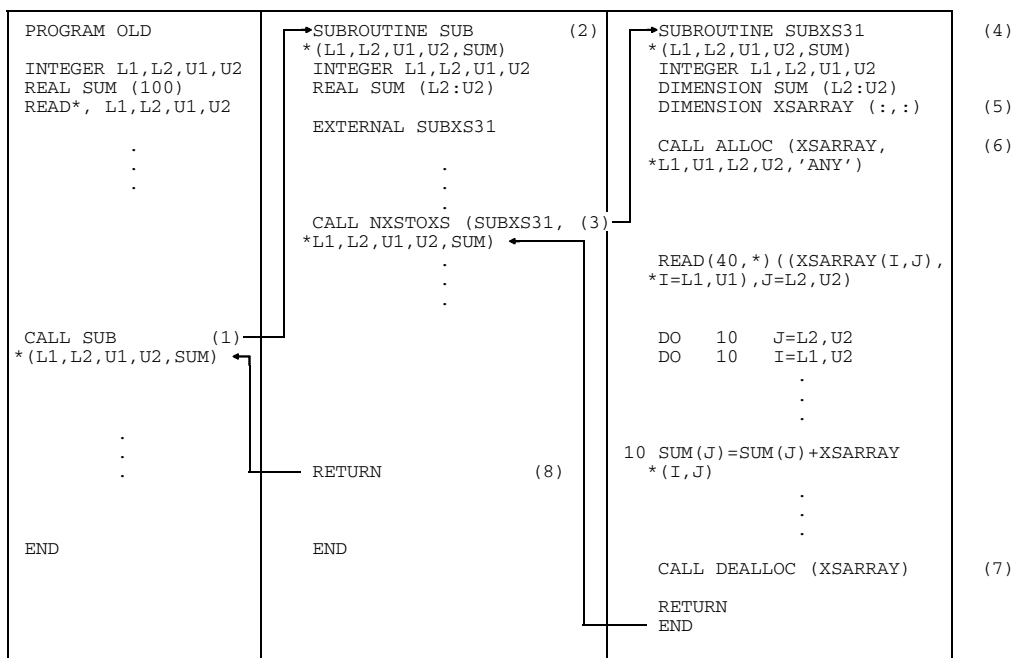 PROGRAM OLD
INTEGER L1,L2,U1,U2
REAL SUM (100)
READ*, L1,L2,U1,U2
.
.
.
CALL SUB (1)
*(L1,L2,U1,U2,SUM)
.
.
.
END
SUBROUTINE SUB (2)
*(L1,L2,U1,U2,SUM)
INTEGER L1,L2,U1,U2
REAL SUM (L2:U2)
EXTERNAL SUBXS31
.
.
.
CALL NXSTOXS (SUBXS31, (3)
*L1,L2,U1,U2,SUM)
.
.
.
RETURN (8)
END
SUBROUTINE SUBXS31 (4)
*(L1,L2,U1,U2,SUM)
INTEGER L1,L2,U1,U2
DIMENSION SUM (L2:U2)
DIMENSION XSARRAY (:,:) (5)
CALL ALLOC (XSARRAY, (6)
*L1,U1,L2,U2,'ANY')
READ(40,*)((XSARRAY(I,J),
*I=L1,U1),J=L2,U2)
DO 10 J=L2,U2
DO 10 I=L1,U2
.
.
.
10 SUM(J)=SUM(J)+XSARRAY
*(I,J)
.
.
.
CALL DEALLOC (XSARRAY) (7)
RETURN
END